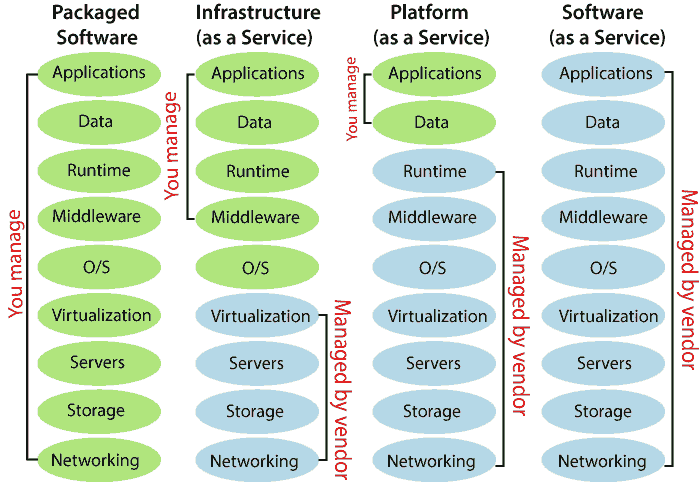 Packaged
Software
Infrastructure
(as a Service)
Platform
(as a Service)
Software
(as a Service)
You manage
Applications
Data
Runtime
Middleware
O/S
Virtualization
Servers
Storage
Networking
You manage
Applications
Data
Runtime
Middleware
O/S
Virtualization
Servers
Storage
Networking
Managed by vendor
You manage
Applications
Data
Runtime
Middleware
O/S
Virtualization
Servers
Storage
Networking
Managed by vendor
Applications
Data
Runtime
Middleware
O/S
Virtualization
Servers
Storage
Networking
Managed by vendor